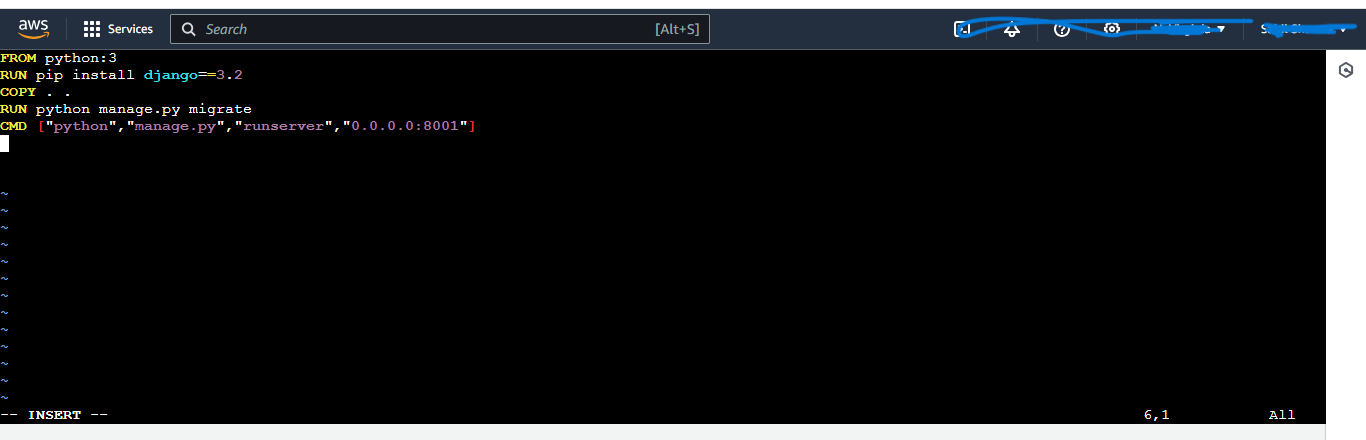 aws
Services
Search
[Alt+S]
FROM python:3
RUN pip install django==3.2
COPY . .
RUN python manage.py migrate
CMD ["python","manage.py","runserver","0.0.0.0:8001"]
~
~
~
~
~
~
~
~
~
~
~
~
~
-- INSERT --
6,1
All